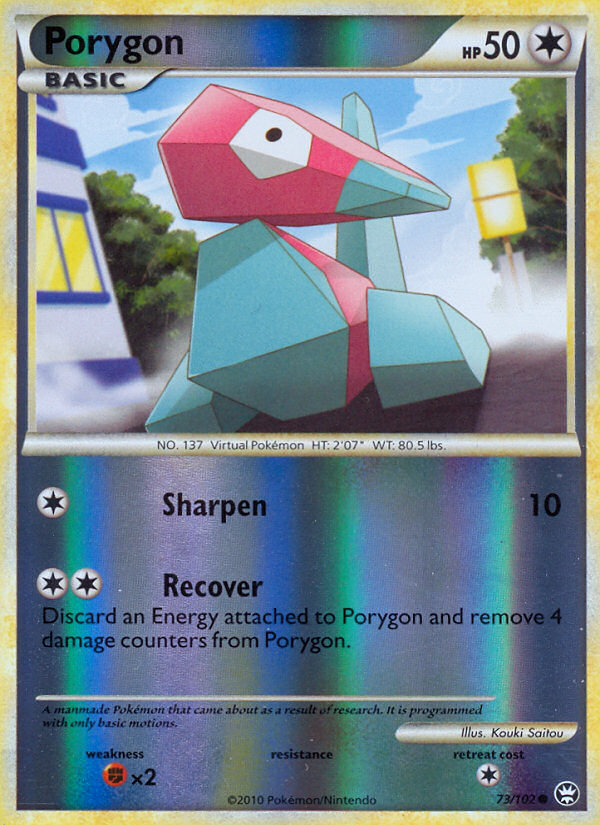 Porygon
HP 50
BASIC
NO. 137 Virtual Pokémon HT: 2'07" WT: 80.5 lbs.
Sharpen 10
Recover
Discard an Energy attached to Porygon and remove 4
damage counters from Porygon.
A manmade Pokémon that came about as a result of research. It is programmed
with only basic motions.
Illus. Kouki Saitou
weakness resistance retreat cost
×2
©2010 Pokémon/Nintendo 73/102